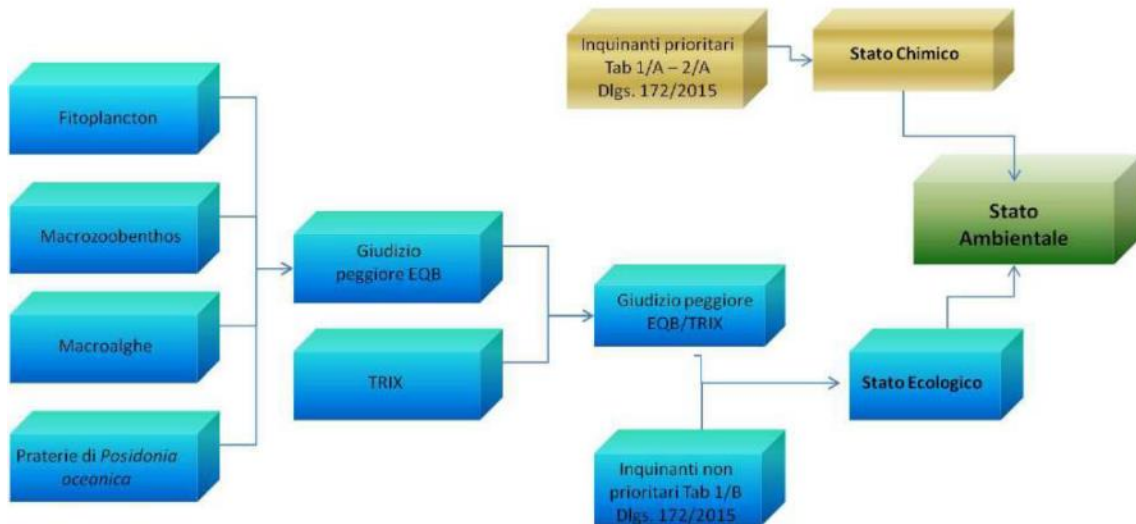 Fitoplancton
Macrozoobenthos
Macroalghe
Praterie di Posidonia
oceanica
Giudizio
peggiore EQB
TRIX
Giudizio peggiore
EQB/TRIX
Inquinanti non
prioritari Tab 1/B
Dlgs. 172/2015
Stato Ecologico
Inquinanti prioritari
Tab 1/A – 2/A
Dlgs. 172/2015
Stato Chimico
Stato
Ambientale